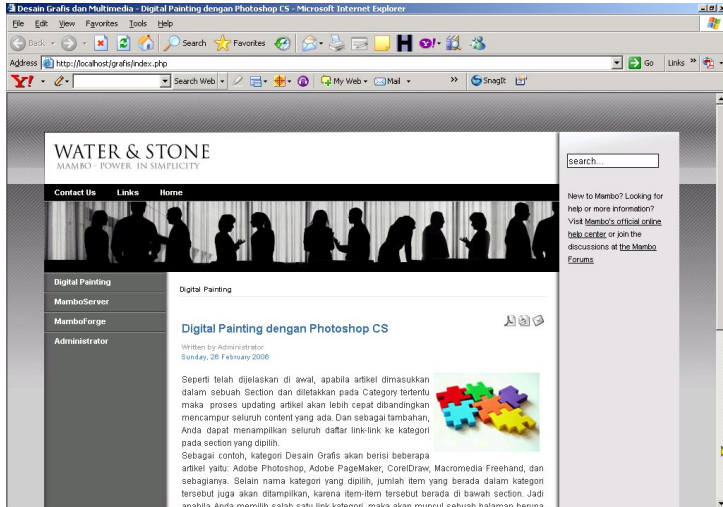 Desain Grafis dan Multimedia - Digital Painting dengan Photoshop CS - Microsoft Internet Explorer
File Edit View Favorites Tools Help
Back Search Favorites
Address http://localhost/grafis/index.php Go Links »
Y! Search Web My Web Mail » SnagIt
WATER & STONE
MAMBO - POWER IN SIMPLICITY
search...
Contact Us Links Home
New to Mambo? Looking for
help or more information?
Visit Mambo's official online
help center or join the
discussions at the Mambo
Forums
Digital Painting
MamboServer
MamboForge
Administrator
Digital Painting
Digital Painting dengan Photoshop CS
Written by Administrator
Sunday, 26 February 2006
Seperti telah dijelaskan di awal, apabila artikel dimasukkan
dalam sebuah Section dan diletakkan pada Category tertentu
maka proses updating artikel akan lebih cepat dibandingkan
mencampur seluruh content yang ada. Dan sebagai tambahan,
Anda dapat menampilkan seluruh daftar link-link ke kategori
pada section yang dipilih.
Sebagai contoh, kategori Desain Grafis akan berisi beberapa
artikel yaitu: Adobe Photoshop, Adobe PageMaker, CorelDraw, Macromedia Freehand, dan
sebagianya. Selain nama kategori yang dipilih, jumlah item yang berada dalam kategori
tersebut juga akan ditampilkan, karena item-item tersebut berada di bawah section. Jadi
apabila Anda memilih salah satu link kategori, maka akan muncul sebuah halaman berupa